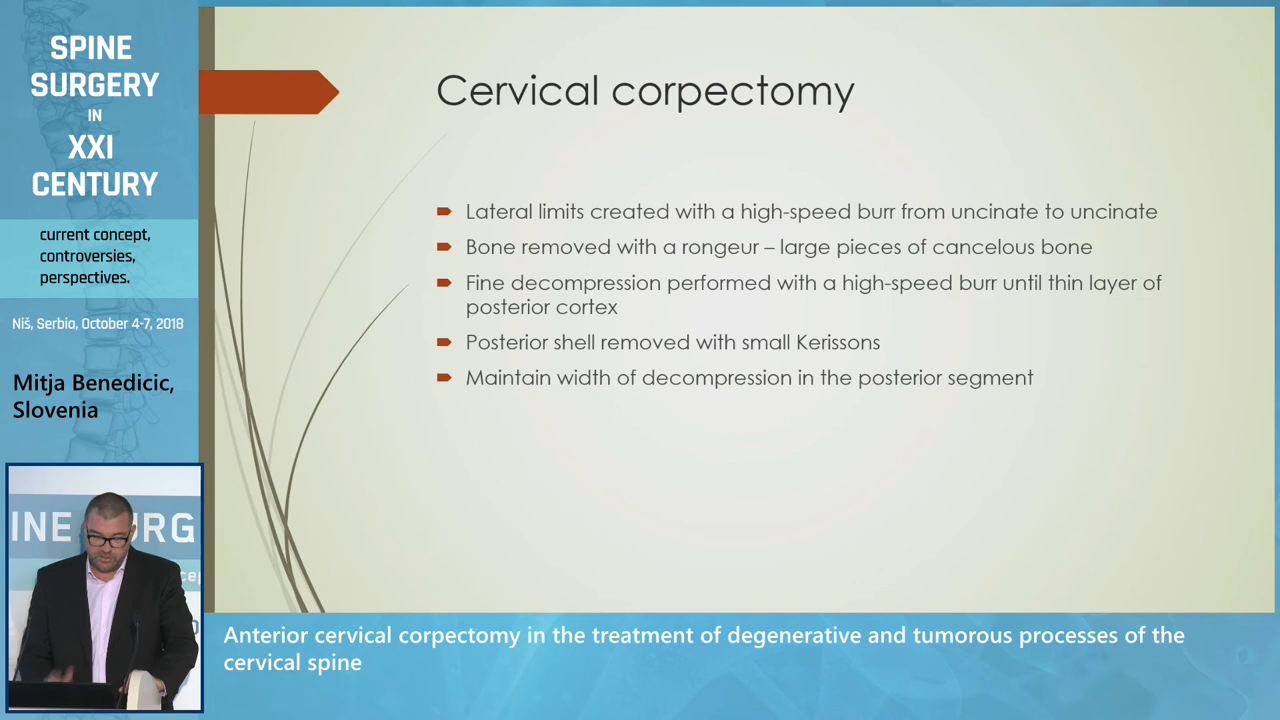 SPINE
SURGERY
IN
XXI
CENTURY
current concept,
controversies,
perspectives.
Niš, Serbia, October 4-7, 2018
Mitja Benedicic,
Slovenia
INE URG
Cervical corpectomy
Lateral limits created with a high-speed burr from uncinate to uncinate
Bone removed with a rongeur – large pieces of cancelous bone
Fine decompression performed with a high-speed burr until thin layer of
posterior cortex
Posterior shell removed with small Kerissons
Maintain width of decompression in the posterior segment
Anterior cervical corpectomy in the treatment of degenerative and tumorous processes of the
cervical spine